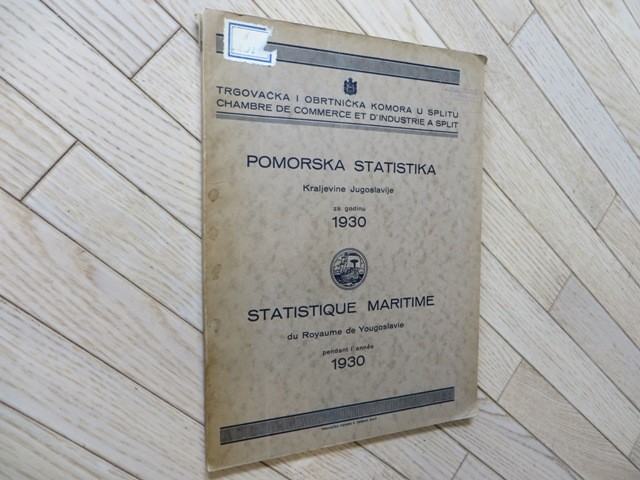 TRGOVAČKA I OBRTNIČKA KOMORA U SPLITU
CHAMBRE DE COMMERCE ET D'INDUSTRIE A SPLIT
POMORSKA STATISTIKA
Kraljevine Jugoslavije
za godinu
1930
STATISTIQUE MARITIME
du Royaume de Yougoslavie
pendant l'année
1930